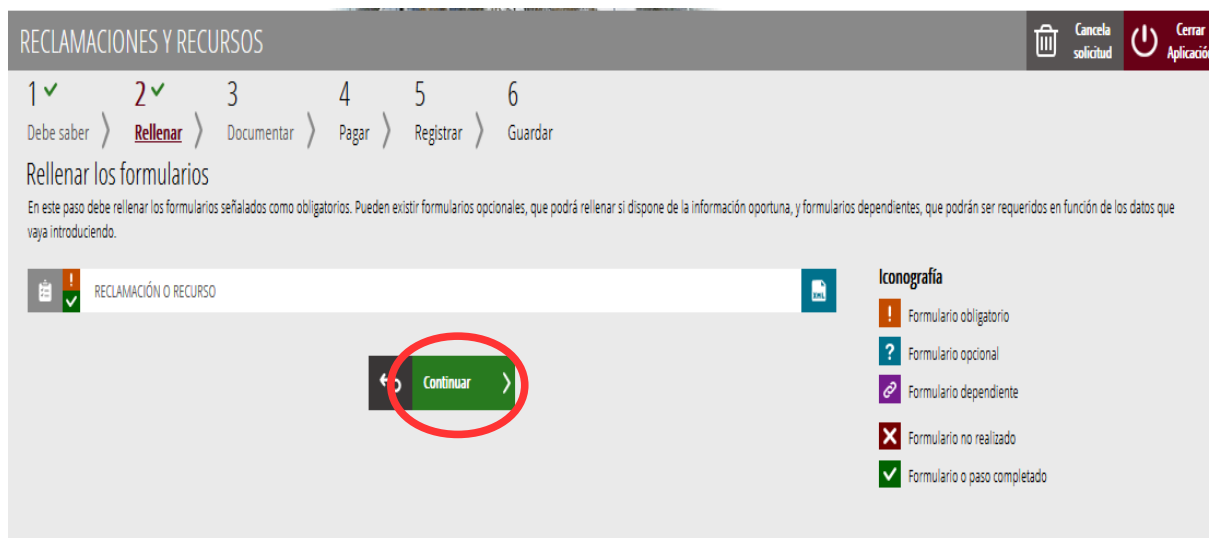 RECLAMACIONES Y RECURSOS
Cancela
solicitud
Cerrar
Aplicación
1 2 3 4 5 6
Debe saber Rellenar Documentar Pagar Registrar Guardar
Rellenar los formularios
En este paso debe rellenar los formularios señalados como obligatorios. Pueden existir formularios opcionales, que podrá rellenar si dispone de la información oportuna, y formularios dependientes, que podrán ser requeridos en función de los datos que
vaya introduciendo.
! RECLAMACIÓN O RECURSO XML
Iconografía
! Formulario obligatorio
? Formulario opcional
Formulario dependiente
Formulario no realizado
Formulario o paso completado
Continuar